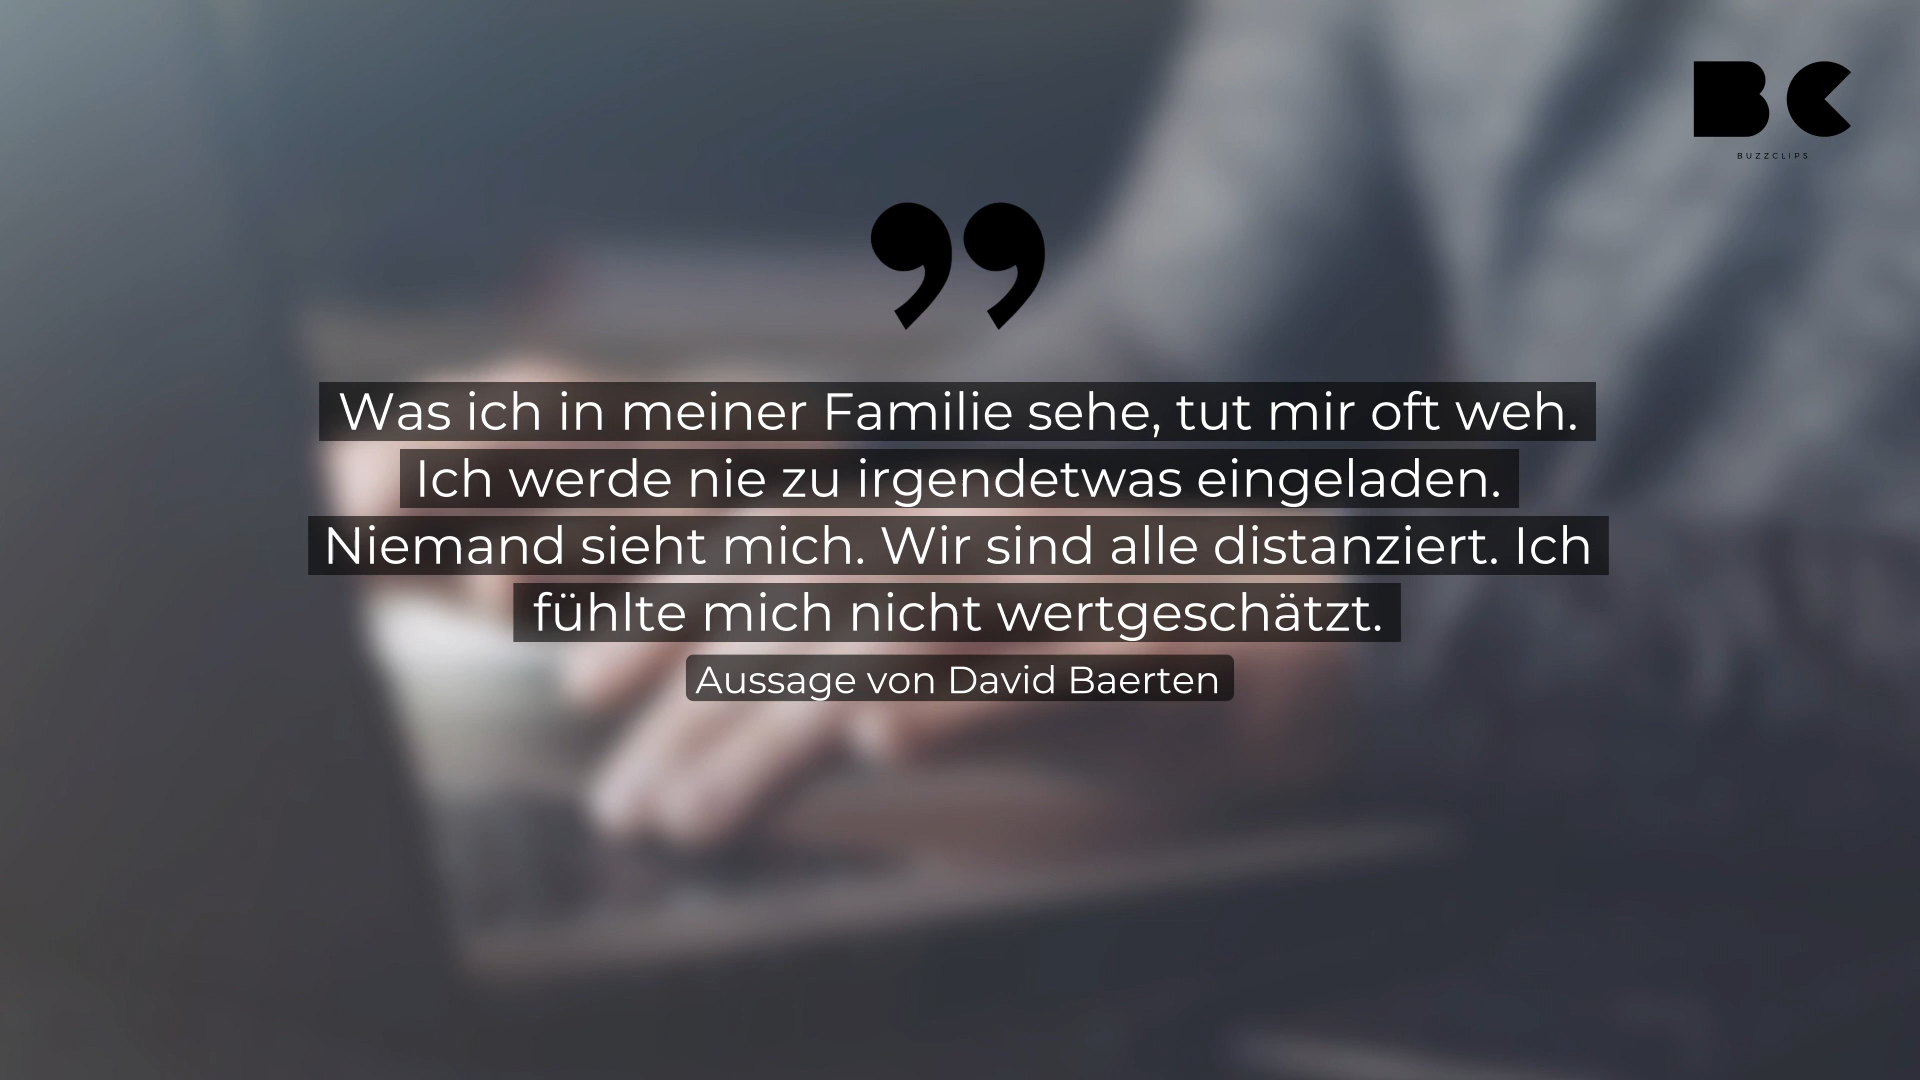 BC
BUZZCLIPS
”
Was ich in meiner Familie sehe, tut mir oft weh.
Ich werde nie zu irgendetwas eingeladen.
Niemand sieht mich. Wir sind alle distanziert. Ich
fühlte mich nicht wertgeschätzt.
Aussage von David Baerten